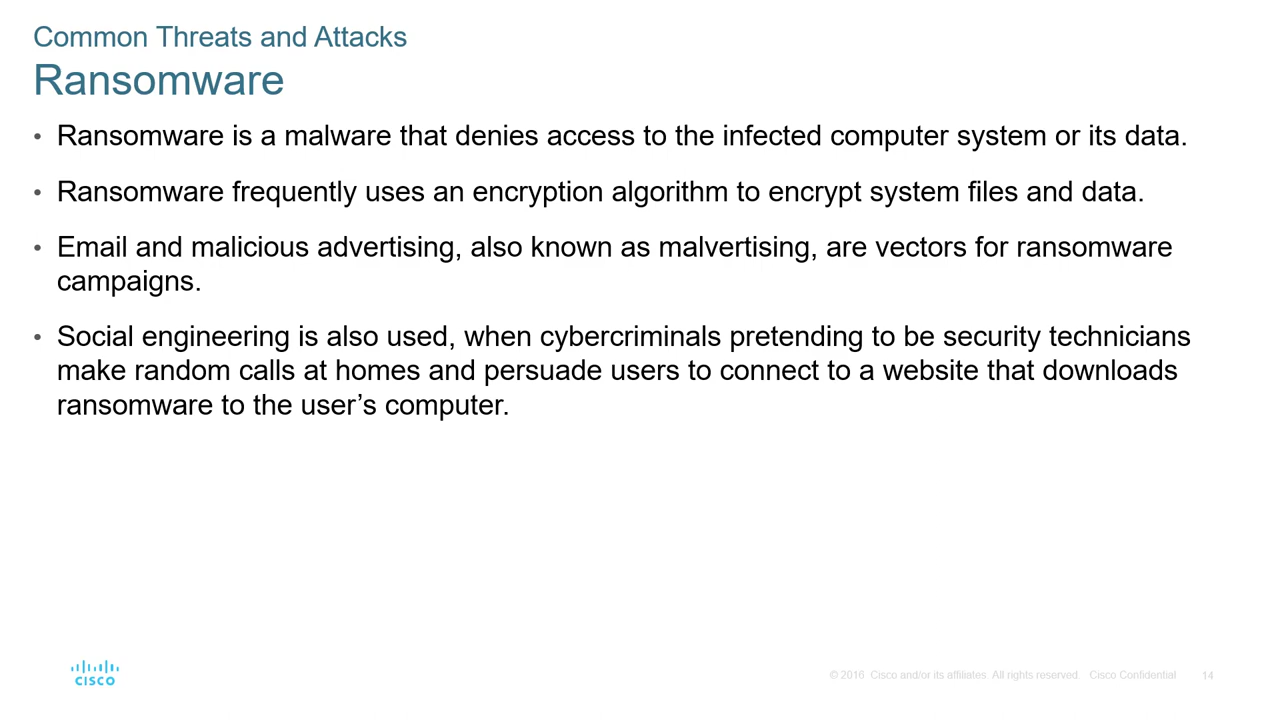 Common Threats and Attacks
Ransomware
• Ransomware is a malware that denies access to the infected computer system or its data.
• Ransomware frequently uses an encryption algorithm to encrypt system files and data.
• Email and malicious advertising, also known as malvertising, are vectors for ransomware
campaigns.
• Social engineering is also used, when cybercriminals pretending to be security technicians
make random calls at homes and persuade users to connect to a website that downloads
ransomware to the user’s computer.
CISCO
© 2016 Cisco and/or its affiliates. All rights reserved. Cisco Confidential 14